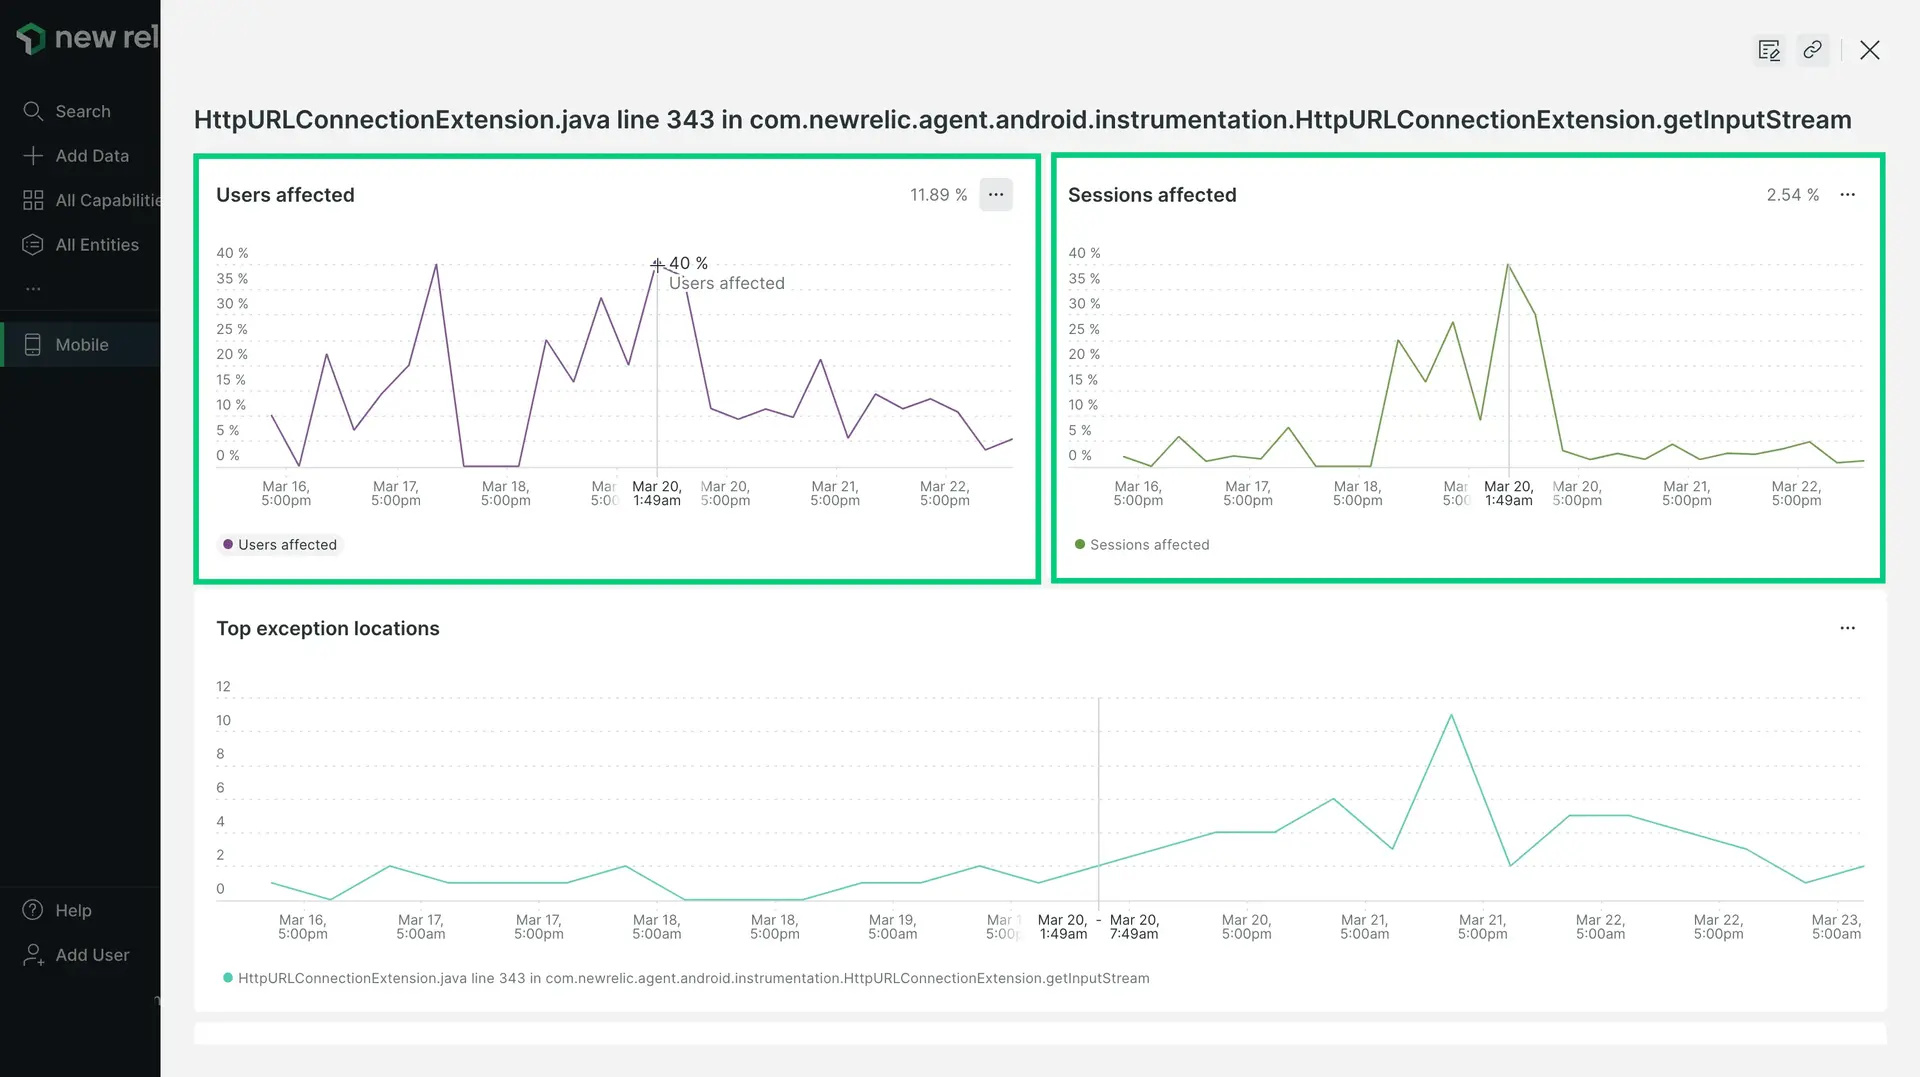 new rel
Search
Add Data
All Capabilitie
All Entities
...
Mobile
Help
Add User
HttpURLConnectionExtension.java line 343 in com.newrelic.agent.android.instrumentation.HttpURLConnectionExtension.getInputStream
Users affected
11.89 %
...
40 %
35 %
30 %
25 %
20 %
15 %
10 %
5 %
0 %
40 %
Users affected
Mar 16, 5:00pm
Mar 17, 5:00pm
Mar 18, 5:00pm
Mar 5:00
Mar 20, 1:49am
Mar 20, 5:00pm
Mar 21, 5:00pm
Mar 22, 5:00pm
Users affected
Sessions affected
2.54 %
...
40 %
35 %
30 %
25 %
20 %
15 %
10 %
5 %
0 %
Mar 16, 5:00pm
Mar 17, 5:00pm
Mar 18, 5:00pm
Mar 5:00
Mar 20, 1:49am
Mar 20, 5:00pm
Mar 21, 5:00pm
Mar 22, 5:00pm
Sessions affected
Top exception locations
...
12
10
8
6
4
2
0
Mar 16, 5:00pm
Mar 17, 5:00am
Mar 17, 5:00pm
Mar 18, 5:00am
Mar 18, 5:00pm
Mar 19, 5:00am
Mar 1 5:00p
Mar 20, 1:49am - Mar 20, 7:49am
Mar 20, 5:00pm
Mar 21, 5:00am
Mar 21, 5:00pm
Mar 22, 5:00am
Mar 22, 5:00pm
Mar 23, 5:00am
HttpURLConnectionExtension.java line 343 in com.newrelic.agent.android.instrumentation.HttpURLConnectionExtension.getInputStream